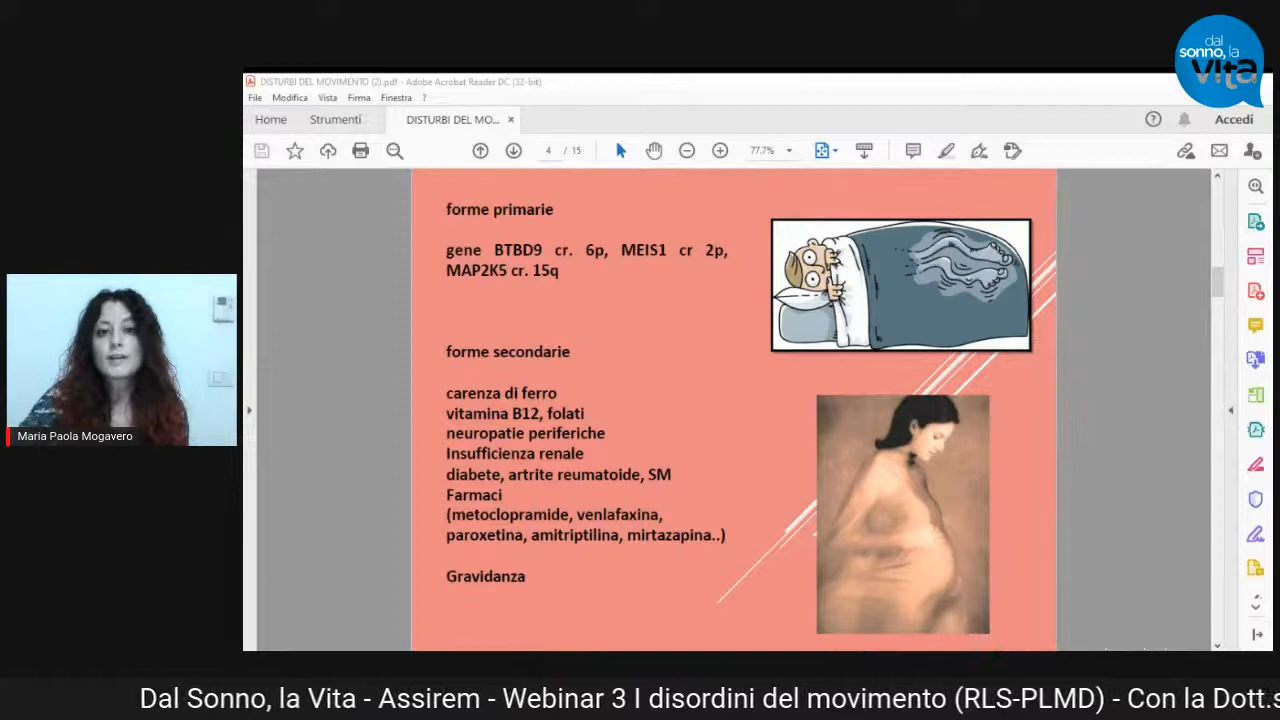 dal
sonno, la
vita
DISTURBI DEL MOVIMENTO (2).pdf - Adobe Acrobat Reader DC (32-bit)
File Modifica Vista Firma Finestra ?
Home Strumenti DISTURBI DEL MO... × Accedi
4 / 15 77.7%
forme primarie
gene BTBD9 cr. 6p, MEIS1 cr 2p,
MAP2K5 cr. 15q
forme secondarie
carenza di ferro
vitamina B12, folati
neuropatie periferiche
Insufficienza renale
diabete, artrite reumatoide, SM
Farmaci
(metoclopramide, venlafaxina,
paroxetina, amitriptilina, mirtazapina..)
Gravidanza
Maria Paola Mogavero
Dal Sonno, la Vita - Assirem - Webinar 3 I disordini del movimento (RLS-PLMD) - Con la Dott.s